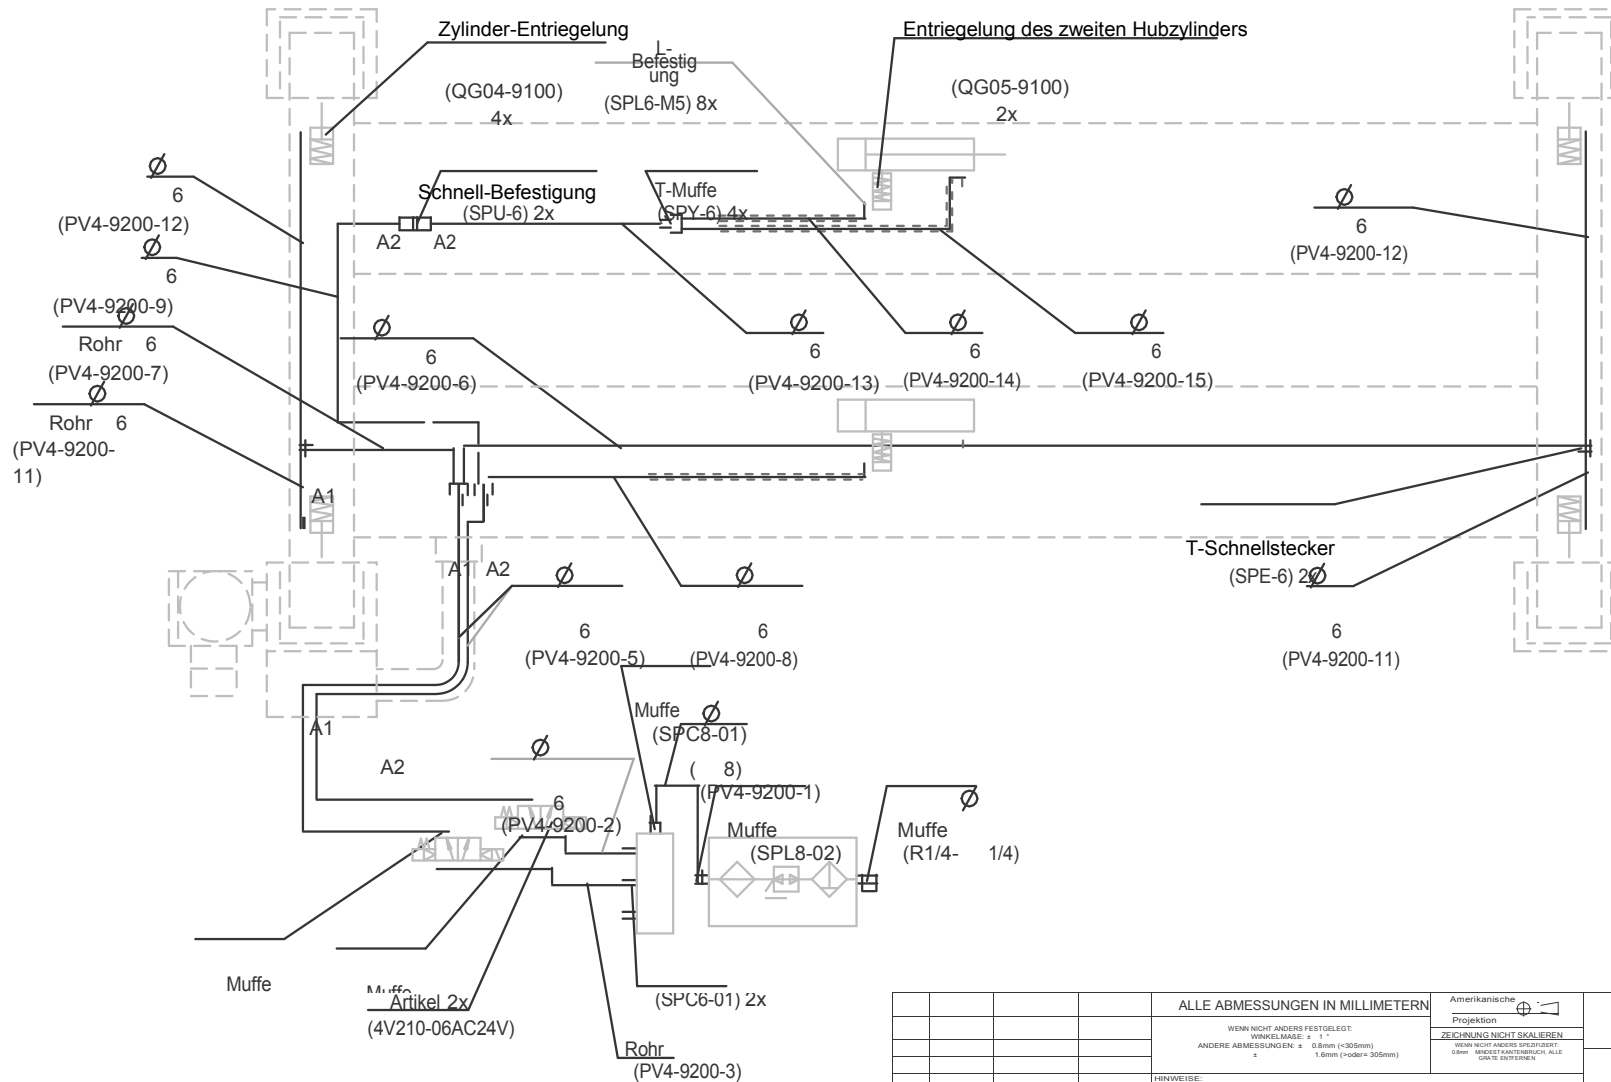 Zylinder-Entriegelung
(QG04-9100)
4x
L-
Befestig
ung
(SPL6-M5) 8x
Entriegelung des zweiten Hubzylinders
(QG05-9100)
2x
Ø
6
(PV4-9200-12)
Ø
6
(PV4-9200-9)
Ø
Rohr 6
(PV4-9200-7)
Ø
Rohr 6
(PV4-9200-
11)
Schnell-Befestigung
(SPU-6) 2x
A2 A2
T-Muffe
(SPY-6) 4x
Ø
6
(PV4-9200-12)
Ø
6
(PV4-9200-6)
Ø
6
(PV4-9200-13)
Ø
6
(PV4-9200-14)
Ø
6
(PV4-9200-15)
A1
A1 A2
T-Schnellstecker
(SPE-6) 2x
Ø
6
(PV4-9200-11)
Ø
6
(PV4-9200-5)
Ø
6
(PV4-9200-8)
A1
A2
Muffe
(SPC8-01)
Ø
( 8)
(PV4-9200-1)
Ø
6
(PV4-9200-2)
Muffe
(SPL8-02)
Ø
Muffe
(R1/4- 1/4)
Muffe
Muffe
Artikel 2x
(4V210-06AC24V)
(SPC6-01) 2x
Rohr
(PV4-9200-3)
ALLE ABMESSUNGEN IN MILLIMETERN
WENN NICHT ANDERS FESTGELEGT:
WINKELMAßE: ± 1 °
ANDERE ABMESSUNGEN: ± 0.8mm (<305mm)
± 1.6mm (>oder= 305mm)
HINWEISE:
Amerikanische
Projektion
ZEICHNUNG NICHT SKALIEREN
WENN NICHT ANDERS SPEZIFIZIERT:
0.8mm MINDESTKANTENBRUCH, ALLE
GRATE ENTFERNEN